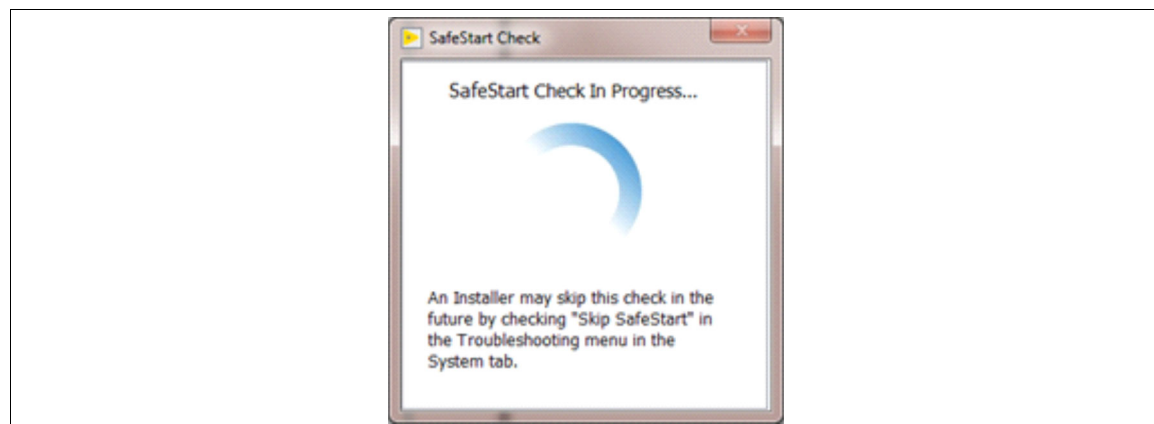 SafeStart Check
SafeStart Check In Progress...
An Installer may skip this check in the
future by checking "Skip SafeStart" in
the Troubleshooting menu in the
System tab.